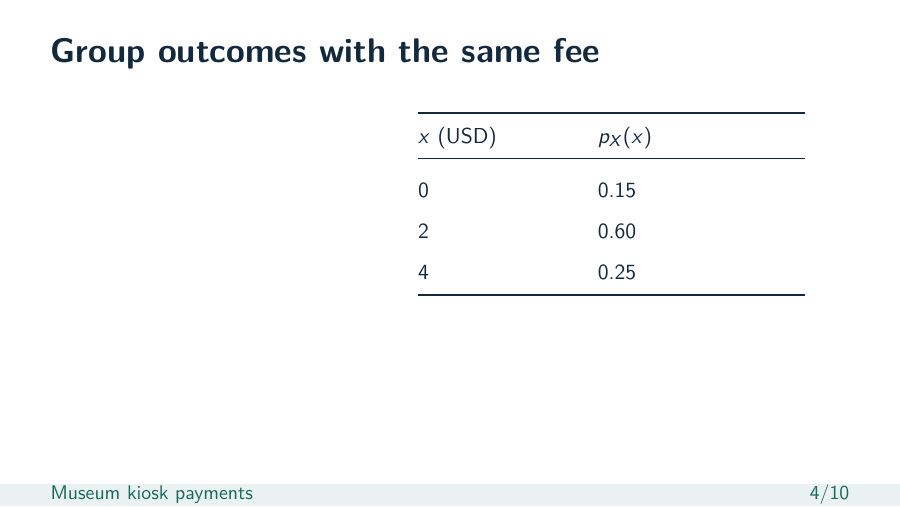 Group outcomes with the same fee
x (USD) pX(x)
0 0.15
2 0.60
4 0.25
Museum kiosk payments 4/10